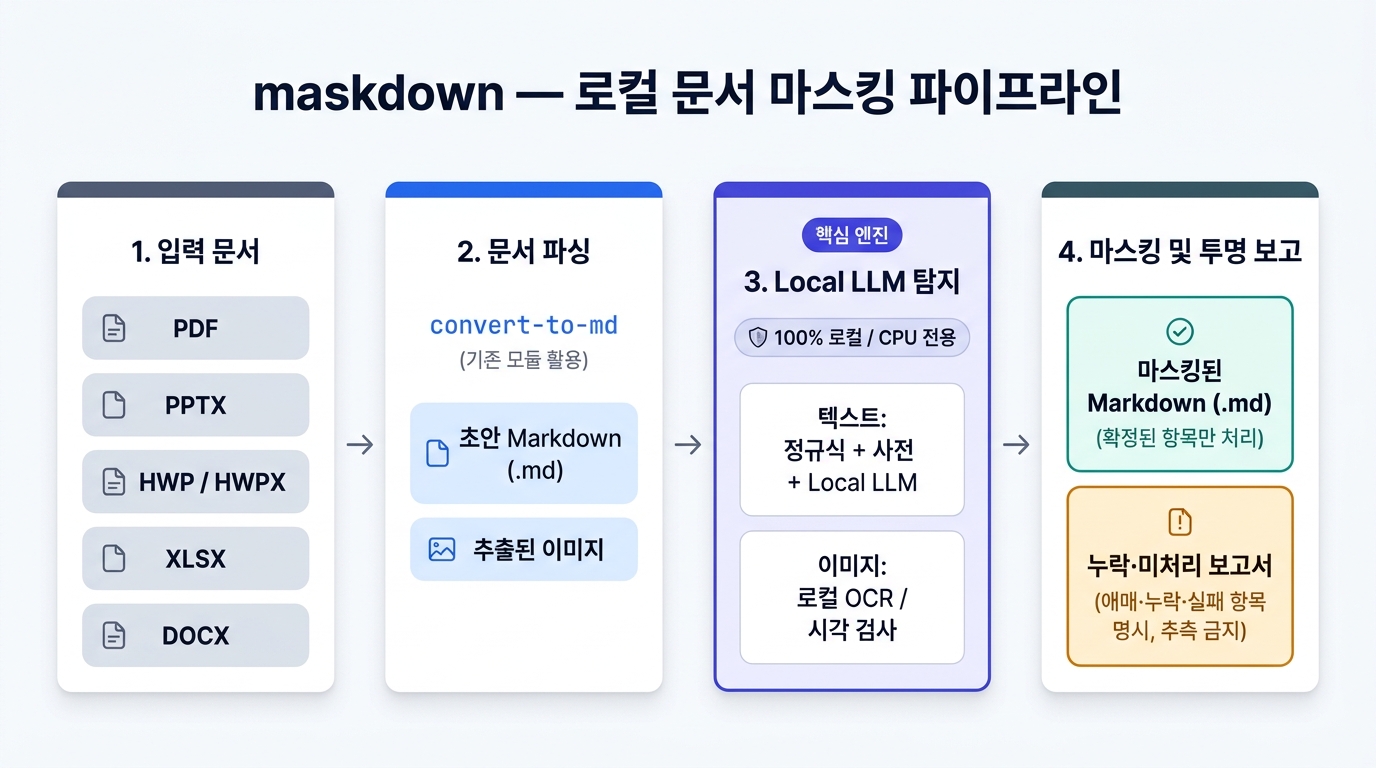 maskdown — 로컬 문서 마스킹 파이프라인
1. 입력 문서
PDF
PPTX
HWP / HWPX
XLSX
DOCX
2. 문서 파싱
convert-to-md
(기존 모듈 활용)
초안 Markdown
(.md)
추출된 이미지
핵심 엔진
3. Local LLM 탐지
100% 로컬 / CPU 전용
텍스트:
정규식 + 사전
+ Local LLM
이미지:
로컬 OCR /
시각 검사
4. 마스킹 및 투명 보고
마스킹된
Markdown (.md)
(확정된 항목만 처리)
누락·미처리 보고서
(애매·누락·실패 항목
명시, 추측 금지)